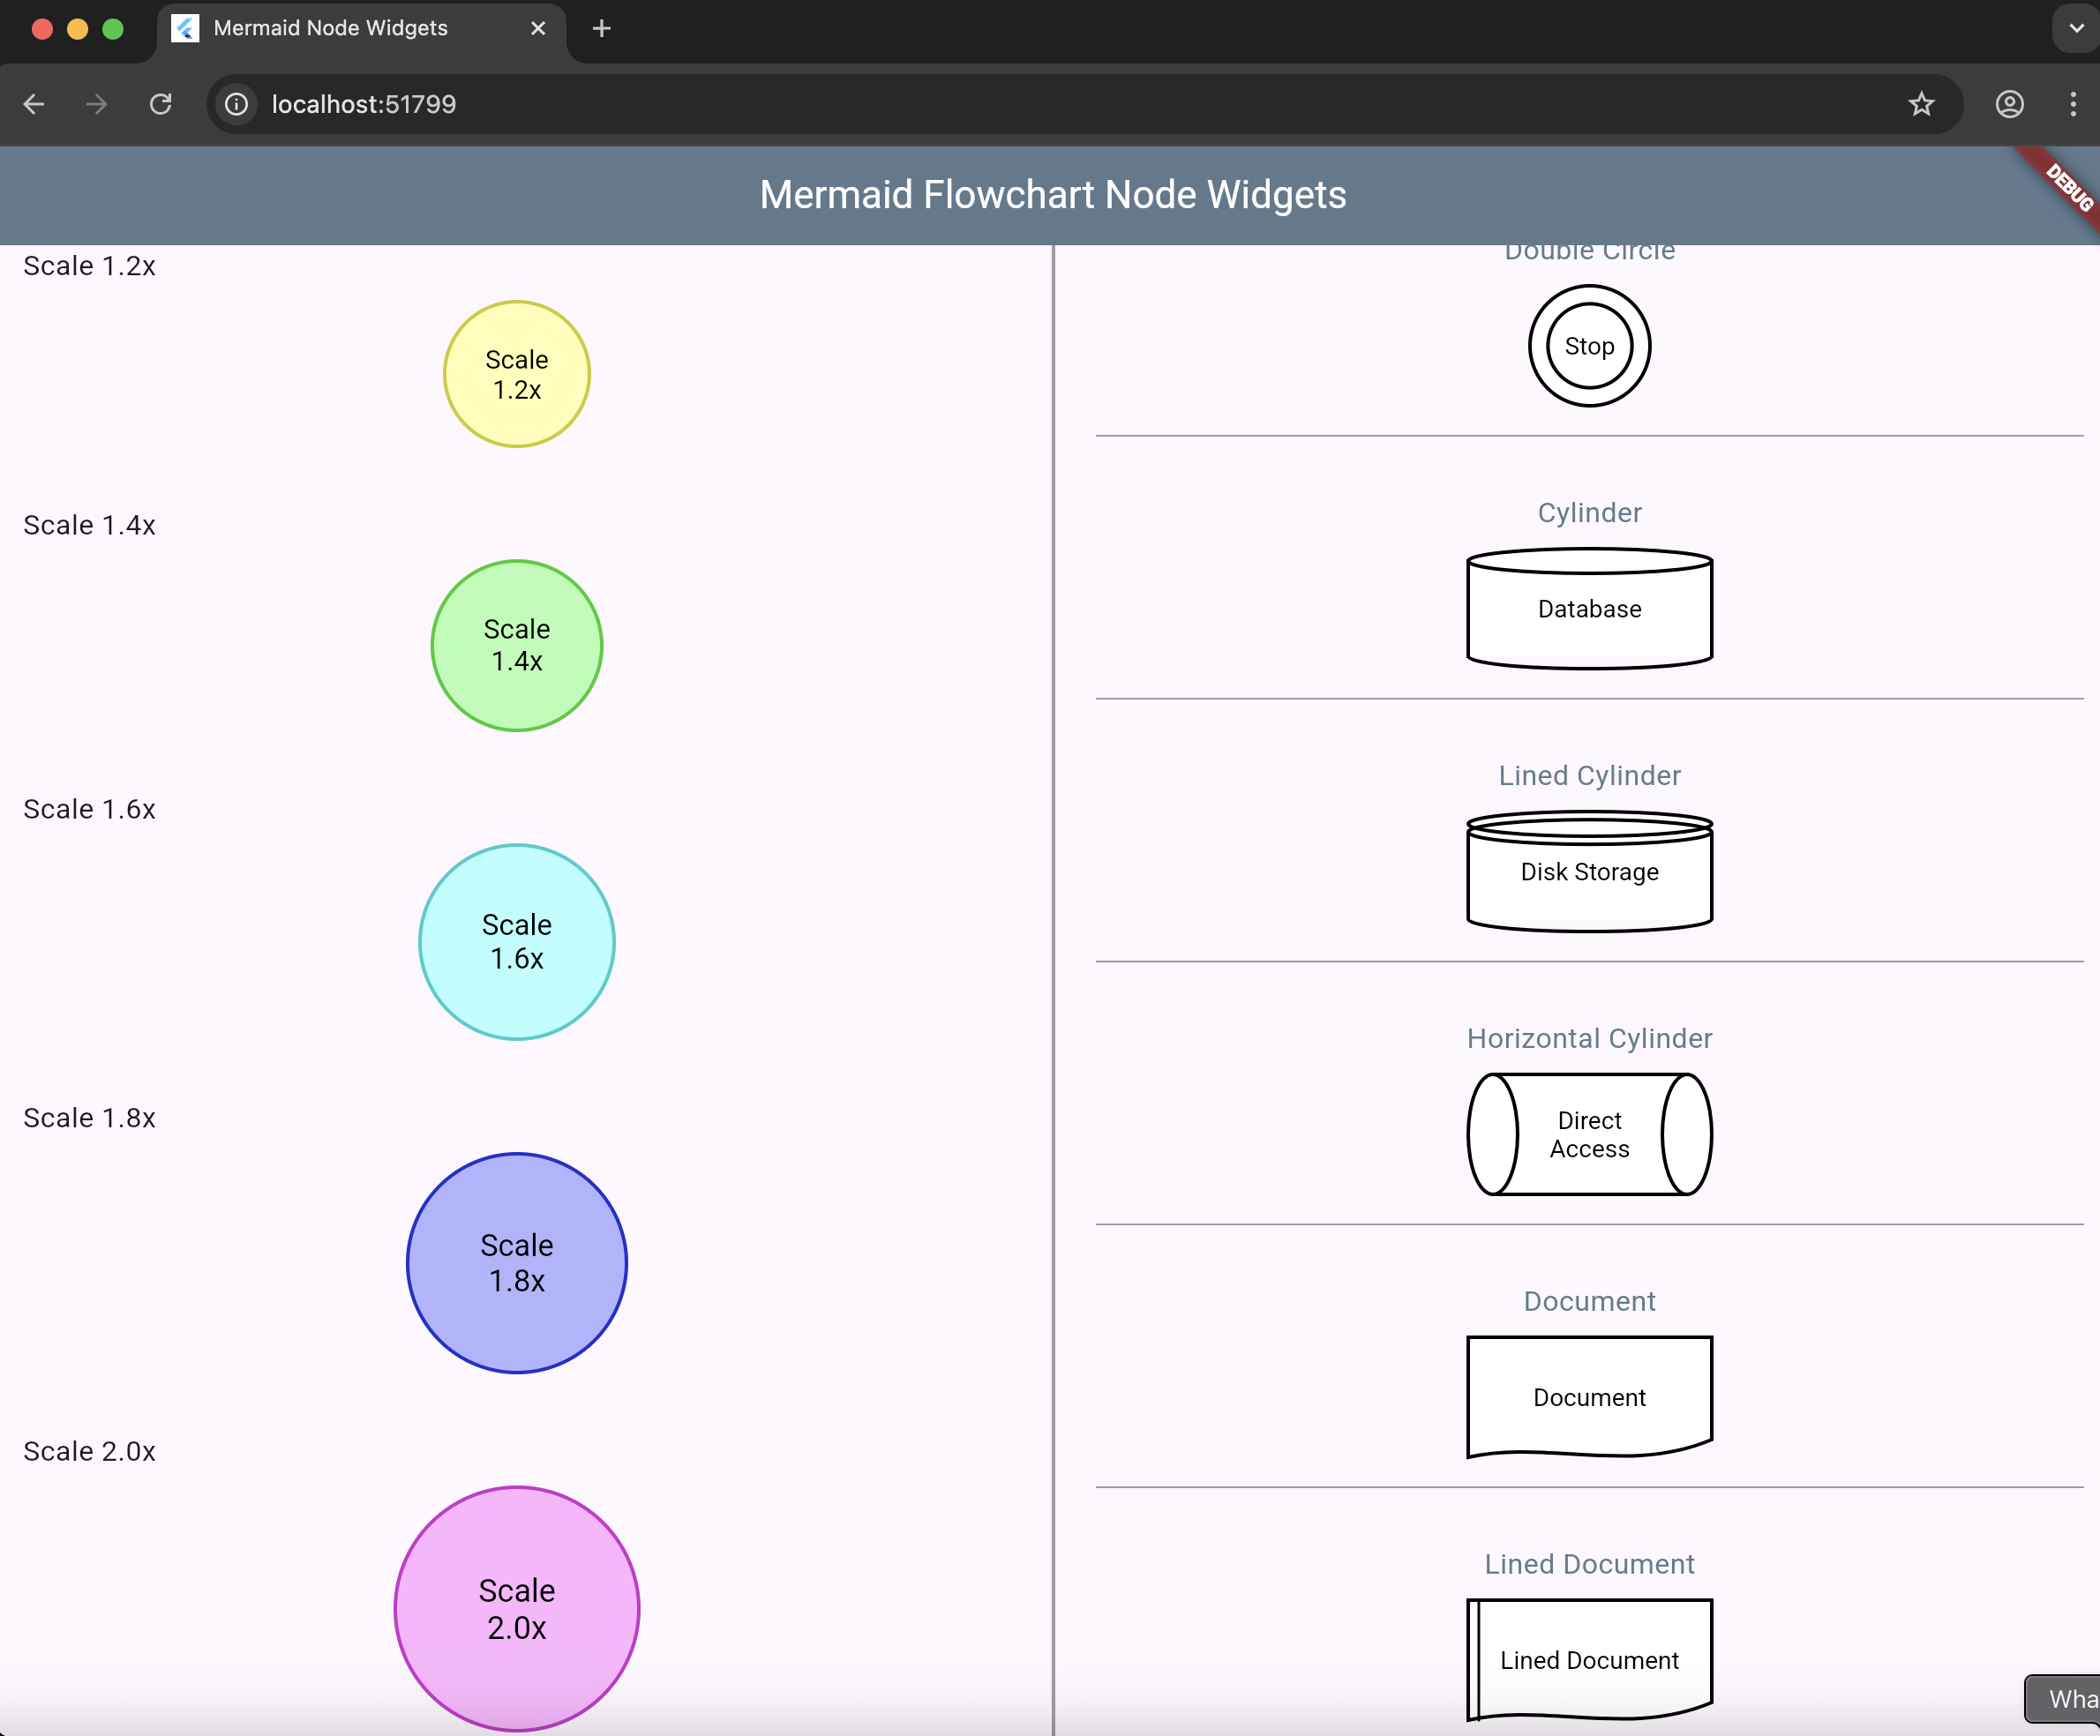 Mermaid Node Widgets
localhost:51799
Mermaid Flowchart Node Widgets
DEBUG
Scale 1.2x
Scale
1.2x
Scale 1.4x
Scale
1.4x
Scale 1.6x
Scale
1.6x
Scale 1.8x
Scale
1.8x
Scale 2.0x
Scale
2.0x
Double Circle
Stop
Cylinder
Database
Lined Cylinder
Disk Storage
Horizontal Cylinder
Direct
Access
Document
Document
Lined Document
Lined Document
Wha